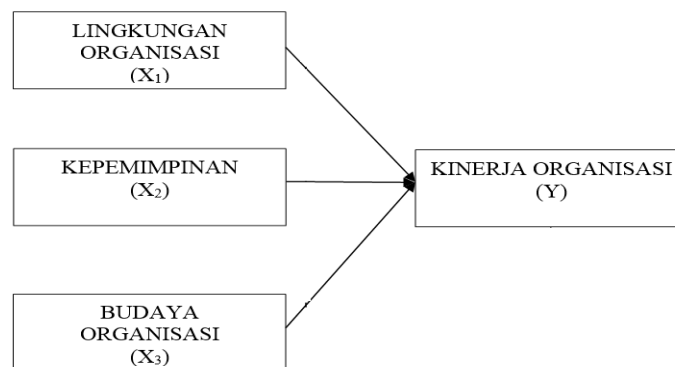 LINGKUNGAN
ORGANISASI
(X₁)
KEPEMIMPINAN
(X₂)
KINERJA ORGANISASI
(Y)
BUDAYA
ORGANISASI
(X₃)